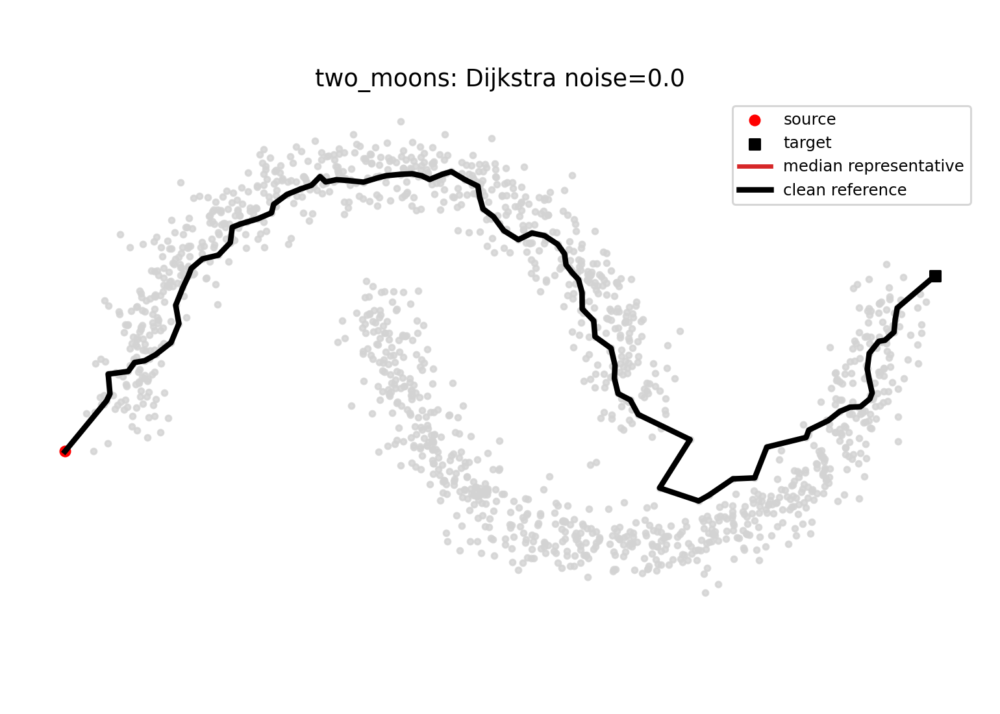 two_moons: Dijkstra noise=0.0
source
target
median representative
clean reference